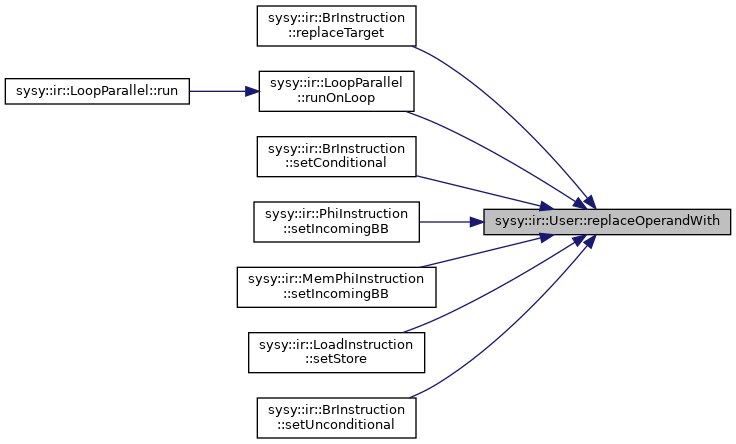 sysy::ir::BrInstruction
::replaceTarget
sysy::ir::LoopParallel::run
sysy::ir::LoopParallel
::runOnLoop
sysy::ir::BrInstruction
::setConditional
sysy::ir::PhiInstruction
::setIncomingBB
sysy::ir::User::replaceOperandWith
sysy::ir::MemPhiInstruction
::setIncomingBB
sysy::ir::LoadInstruction
::setStore
sysy::ir::BrInstruction
::setUnconditional